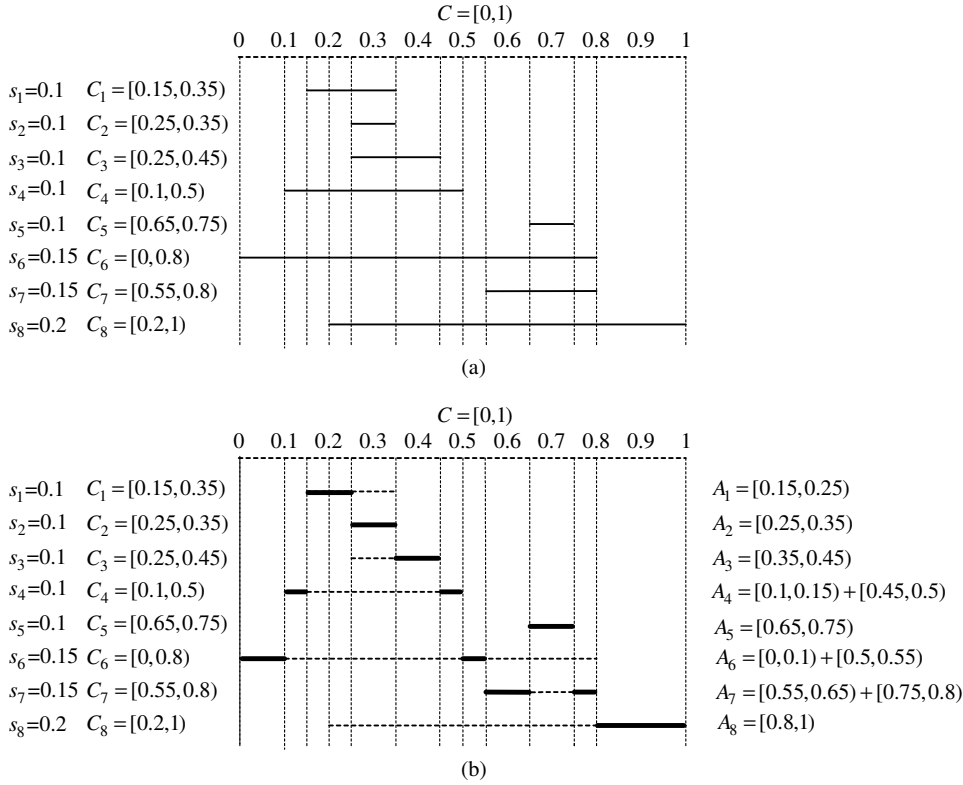 C = [0,1)
0 0.1 0.2 0.3 0.4 0.5 0.6 0.7 0.8 0.9 1
s₁=0.1 C₁ = [0.15,0.35)
s₂=0.1 C₂ = [0.25,0.35)
s₃=0.1 C₃ = [0.25,0.45)
s₄=0.1 C₄ = [0.1,0.5)
s₅=0.1 C₅ = [0.65,0.75)
s₆=0.15 C₆ = [0,0.8)
s₇=0.15 C₇ = [0.55,0.8)
s₈=0.2 C₈ = [0.2,1)
(a)
C = [0,1)
0 0.1 0.2 0.3 0.4 0.5 0.6 0.7 0.8 0.9 1
s₁=0.1 C₁ = [0.15,0.35) A₁ = [0.15,0.25)
s₂=0.1 C₂ = [0.25,0.35) A₂ = [0.25,0.35)
s₃=0.1 C₃ = [0.25,0.45) A₃ = [0.35,0.45)
s₄=0.1 C₄ = [0.1,0.5) A₄ = [0.1,0.15) + [0.45,0.5)
s₅=0.1 C₅ = [0.65,0.75) A₅ = [0.65,0.75)
s₆=0.15 C₆ = [0,0.8) A₆ = [0,0.1) + [0.5,0.55)
s₇=0.15 C₇ = [0.55,0.8) A₇ = [0.55,0.65) + [0.75,0.8)
s₈=0.2 C₈ = [0.2,1) A₈ = [0.8,1)
(b)